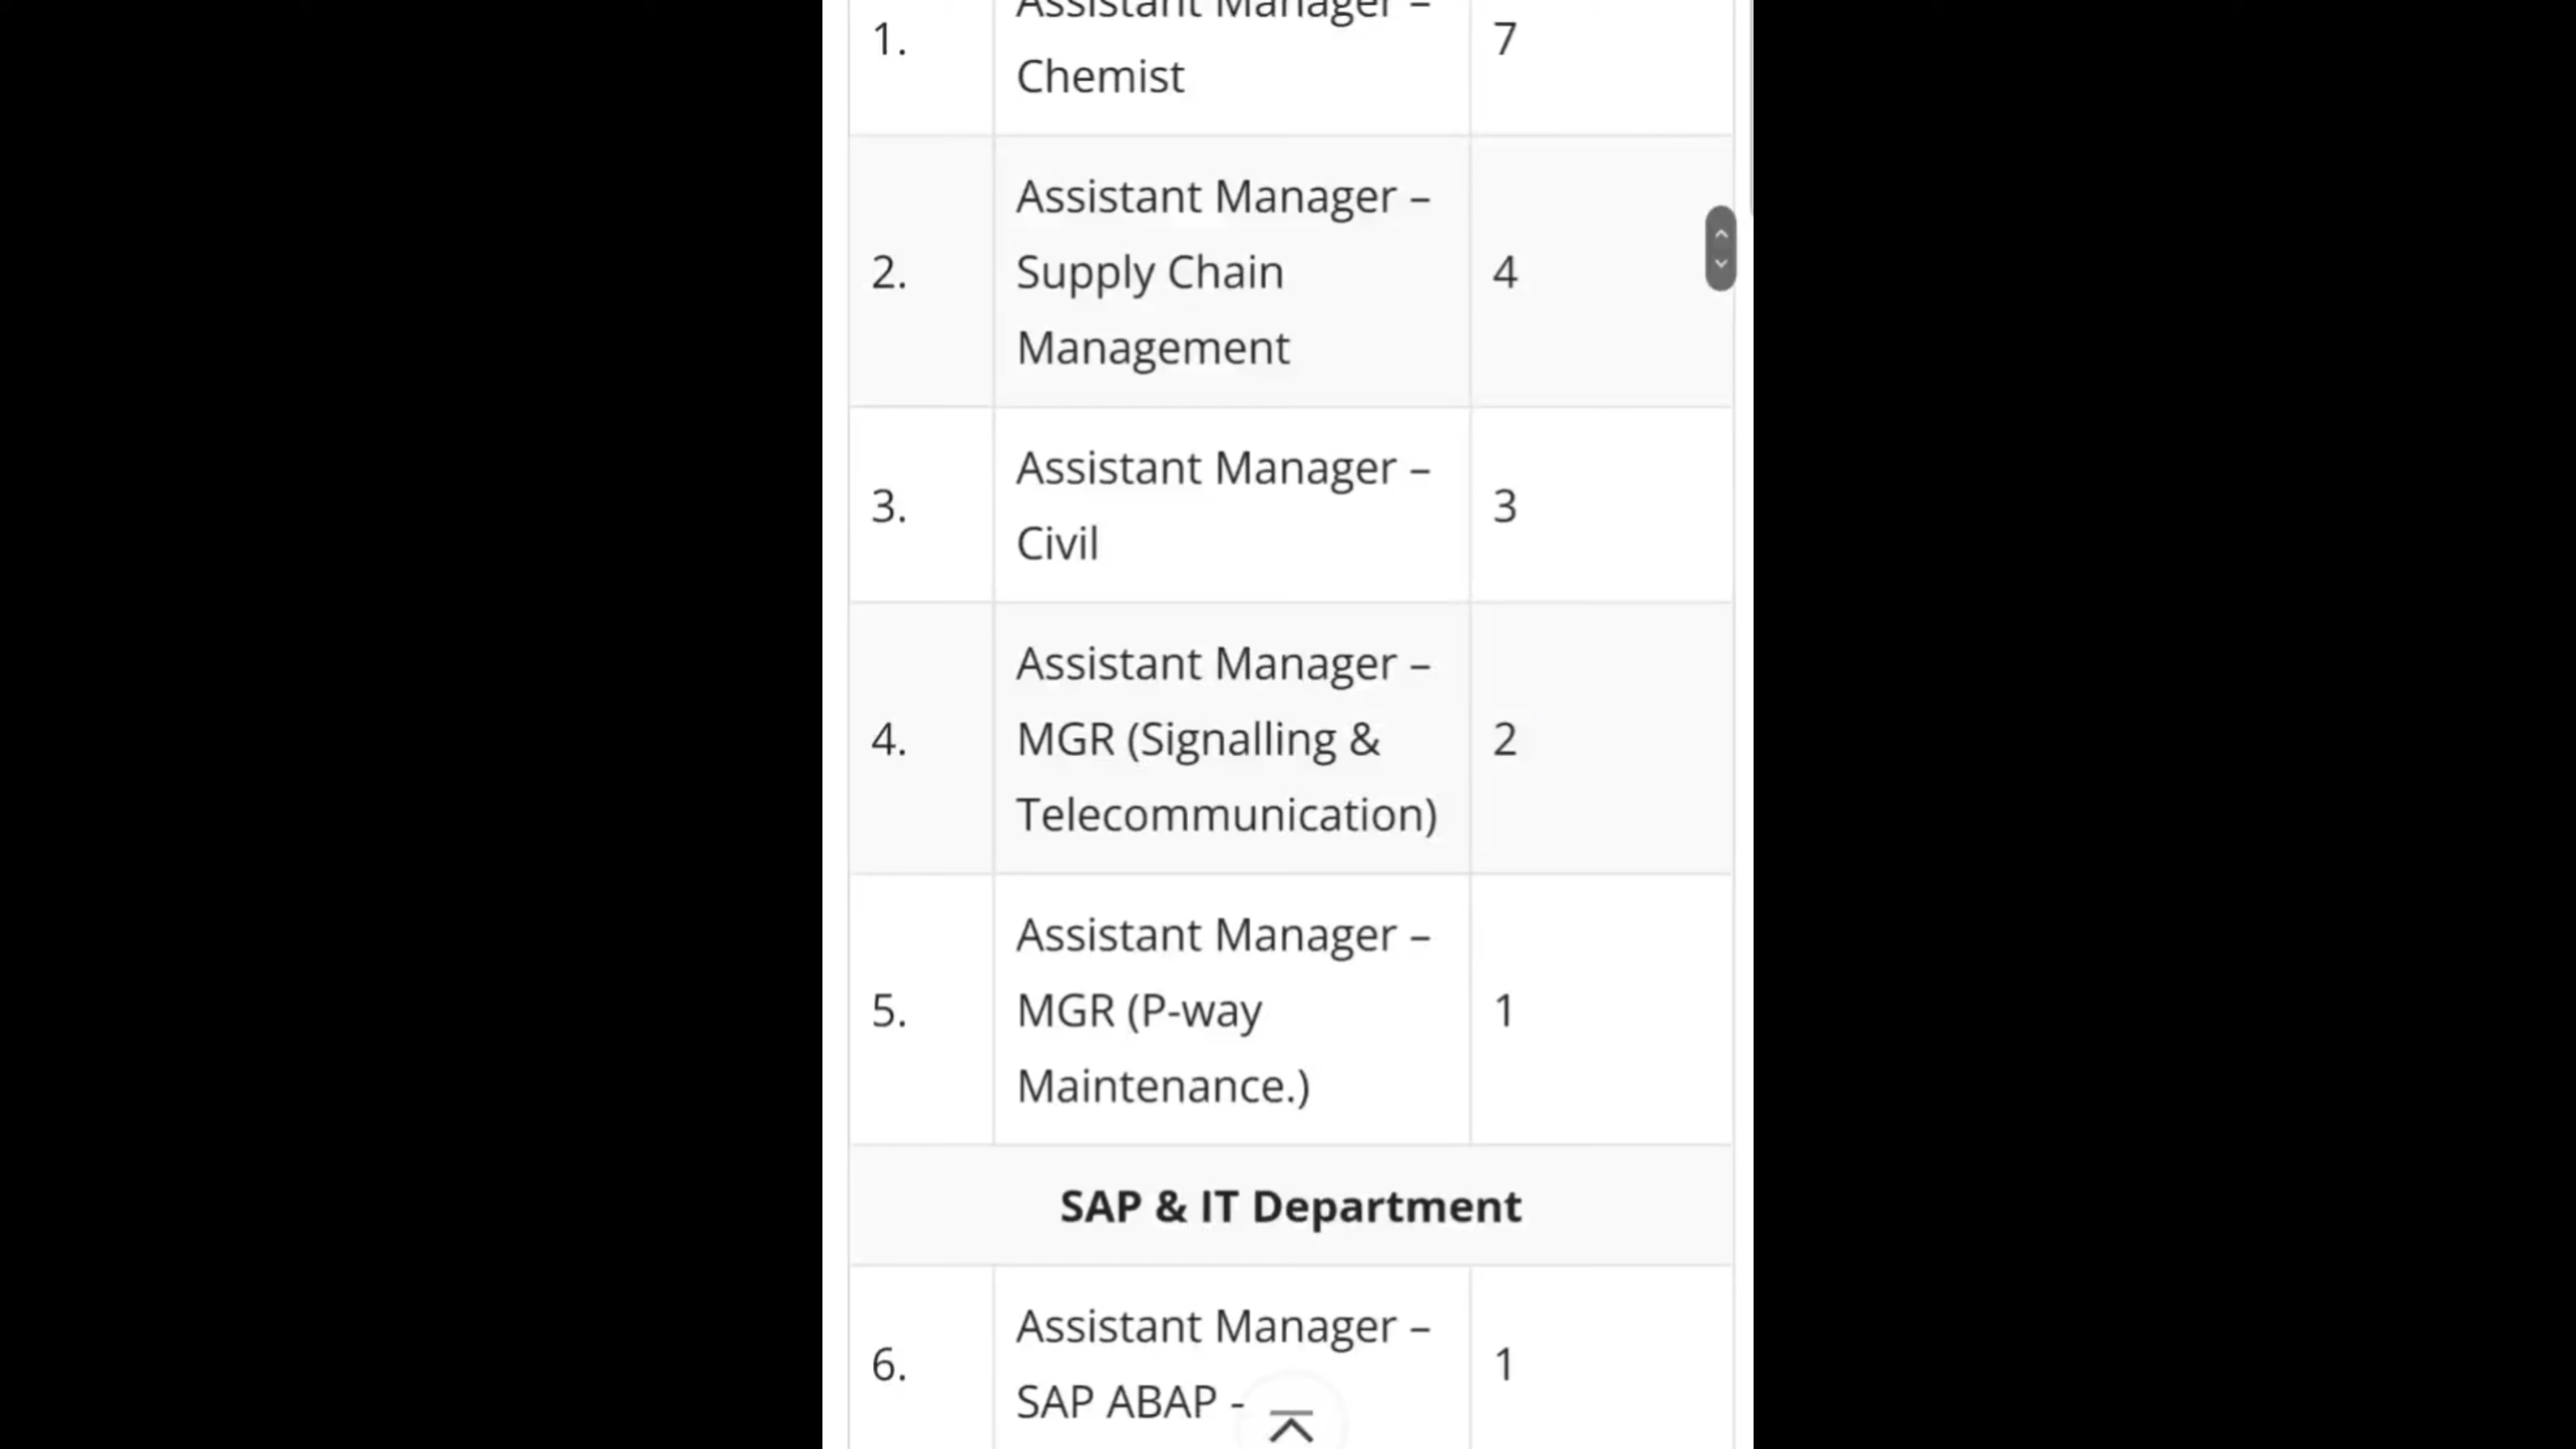 Assistant Manager –
1.
7
Chemist
Assistant Manager –
2.
Supply Chain
4
Management
Assistant Manager –
3.
3
Civil
Assistant Manager –
4.
MGR (Signalling &
2
Telecommunication)
Assistant Manager –
5.
MGR (P-way
1
Maintenance.)
SAP & IT Department
Assistant Manager –
6.
1
SAP ABAP -